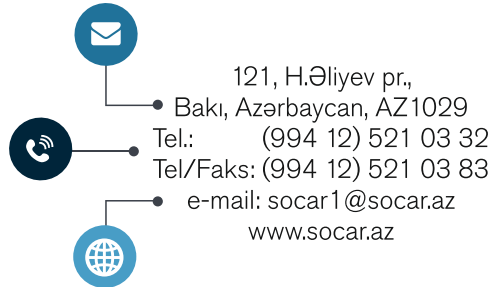 121, H.Əliyev pr.,
Bakı, Azərbaycan, AZ1029
Tel.: (994 12) 521 03 32
Tel/Faks: (994 12) 521 03 83
e-mail: socar1@socar.az
www.socar.az